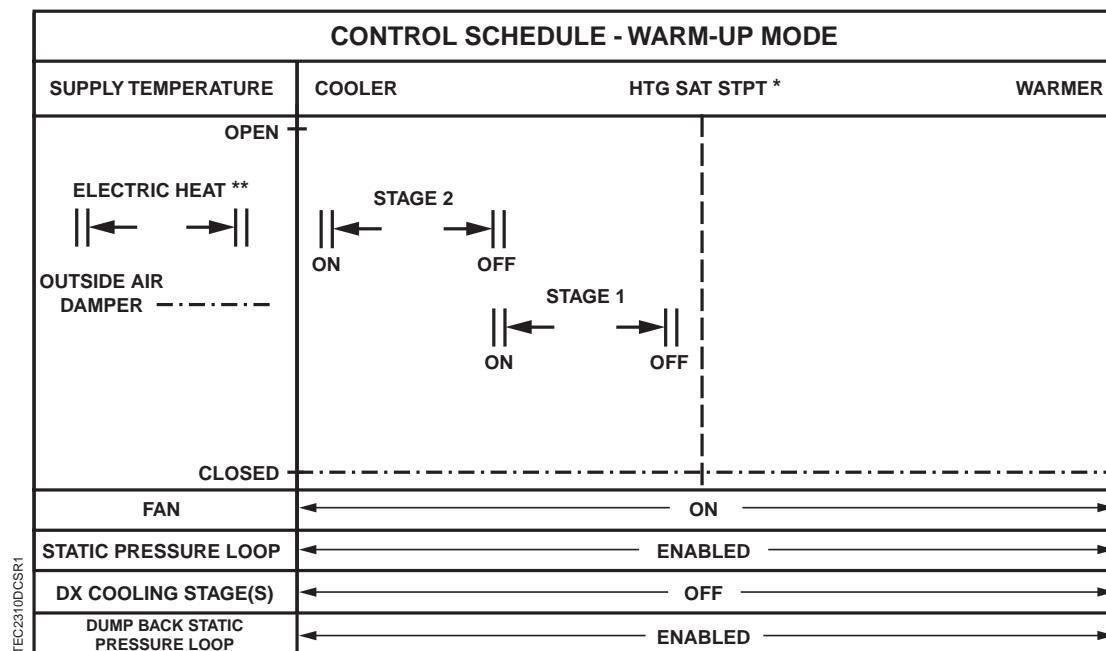 CONTROL SCHEDULE - WARM-UP MODE
SUPPLY TEMPERATURE COOLER HTG SAT STPT * WARMER
OPEN
ELECTRIC HEAT **
STAGE 2
ON OFF
OUTSIDE AIR
DAMPER
STAGE 1
ON OFF
CLOSED
FAN ON
STATIC PRESSURE LOOP ENABLED
DX COOLING STAGE(S) OFF
DUMP BACK STATIC
PRESSURE LOOP ENABLED
TEC2310DCSR1